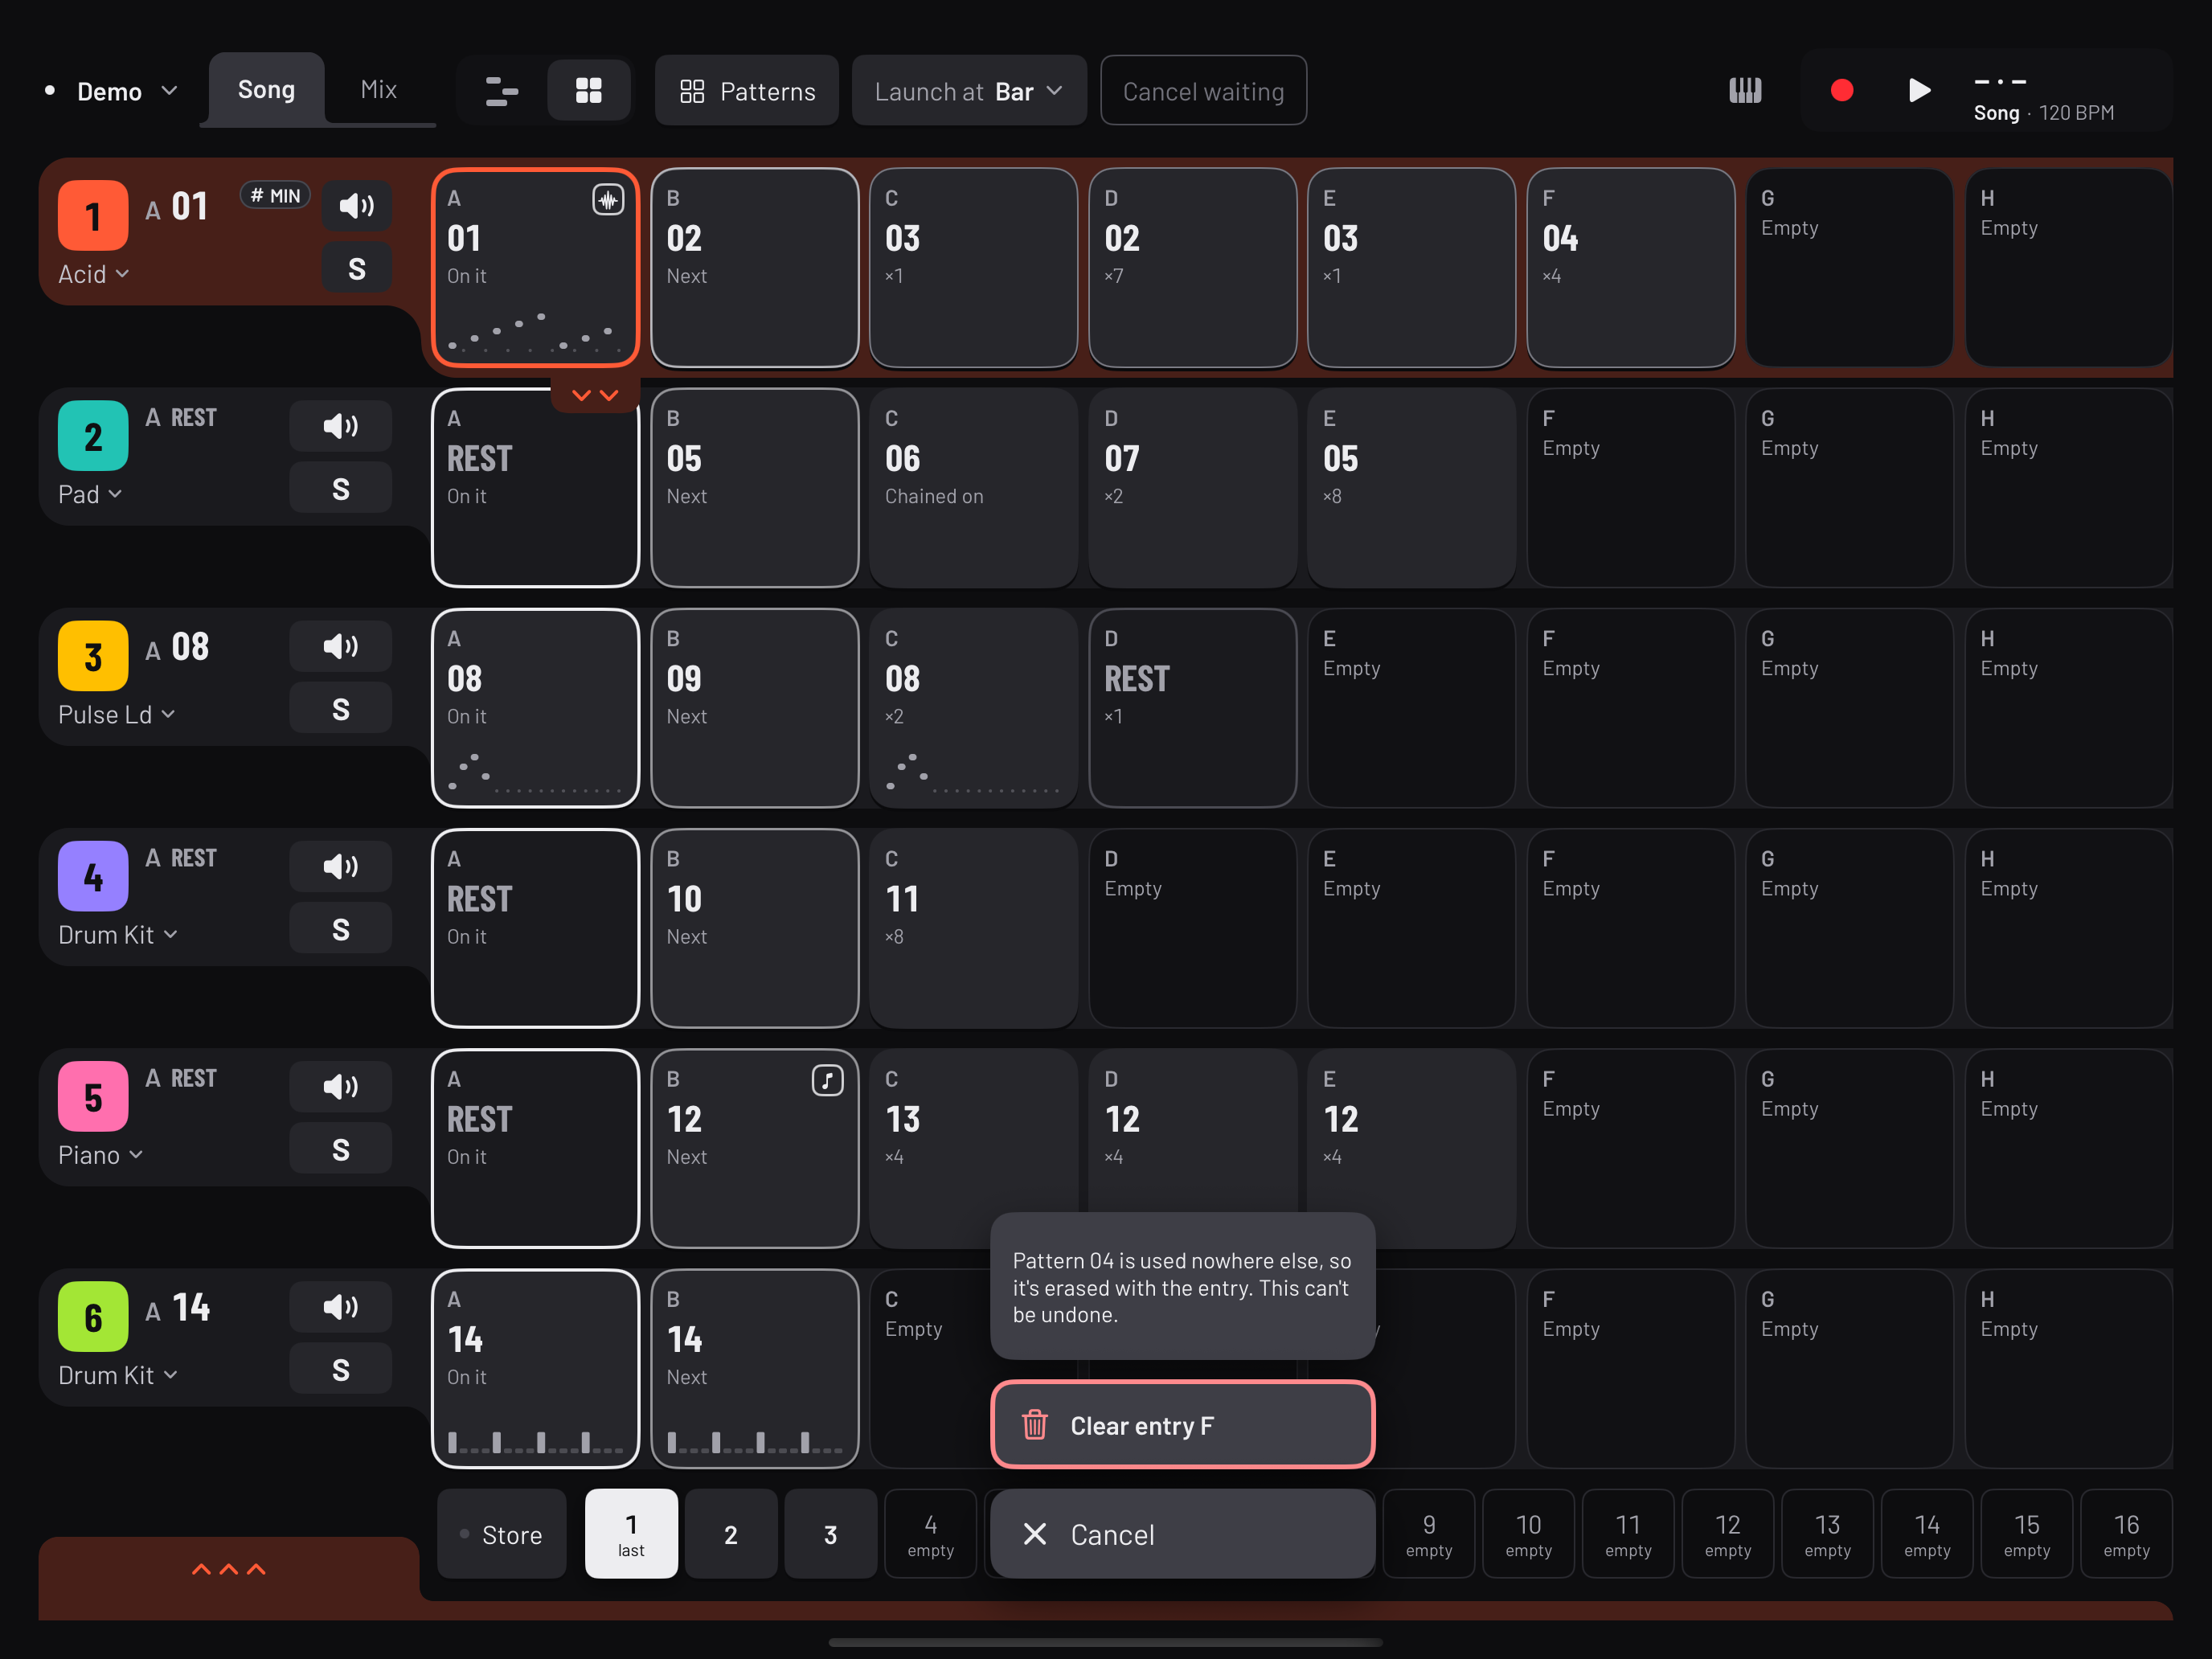 Demo
Song
Mix
Patterns
Launch at Bar
Cancel waiting
Song · 120 BPM
1
A 01
# MIN
Acid
S
A
01
On it
B
02
Next
C
03
×1
D
02
×7
E
03
×1
F
04
×4
G
Empty
H
Empty
2
A REST
Pad
S
A
REST
On it
B
05
Next
C
06
Chained on
D
07
×2
E
05
×8
F
Empty
G
Empty
H
Empty
3
A 08
Pulse Ld
S
A
08
On it
B
09
Next
C
08
×2
D
REST
×1
E
Empty
F
Empty
G
Empty
H
Empty
4
A REST
Drum Kit
S
A
REST
On it
B
10
Next
C
11
×8
D
Empty
E
Empty
F
Empty
G
Empty
H
Empty
5
A REST
Piano
S
A
REST
On it
B
12
Next
C
13
×4
D
12
×4
E
12
×4
F
Empty
G
Empty
H
Empty
6
A 14
Drum Kit
S
A
14
On it
B
14
Next
C
Empty
F
Empty
G
Empty
H
Empty
Pattern 04 is used nowhere else, so
it's erased with the entry. This can't
be undone.
Clear entry F
Cancel
Store
1
last
2
3
4
empty
9
empty
10
empty
11
empty
12
empty
13
empty
14
empty
15
empty
16
empty